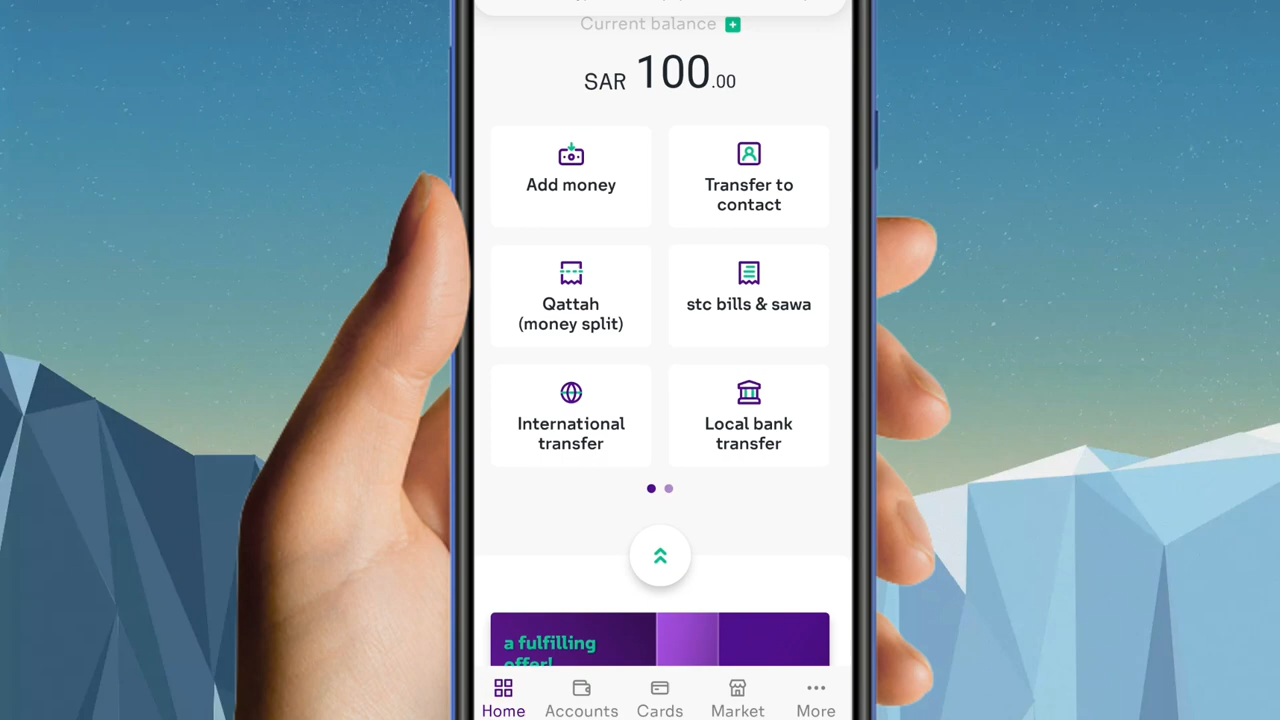 Current balance
SAR 100.00
Add money
Transfer to
contact
Qattah
(money split)
stc bills & sawa
International
transfer
Local bank
transfer
a fulfilling
offer!
Home
Accounts
Cards
Market
More